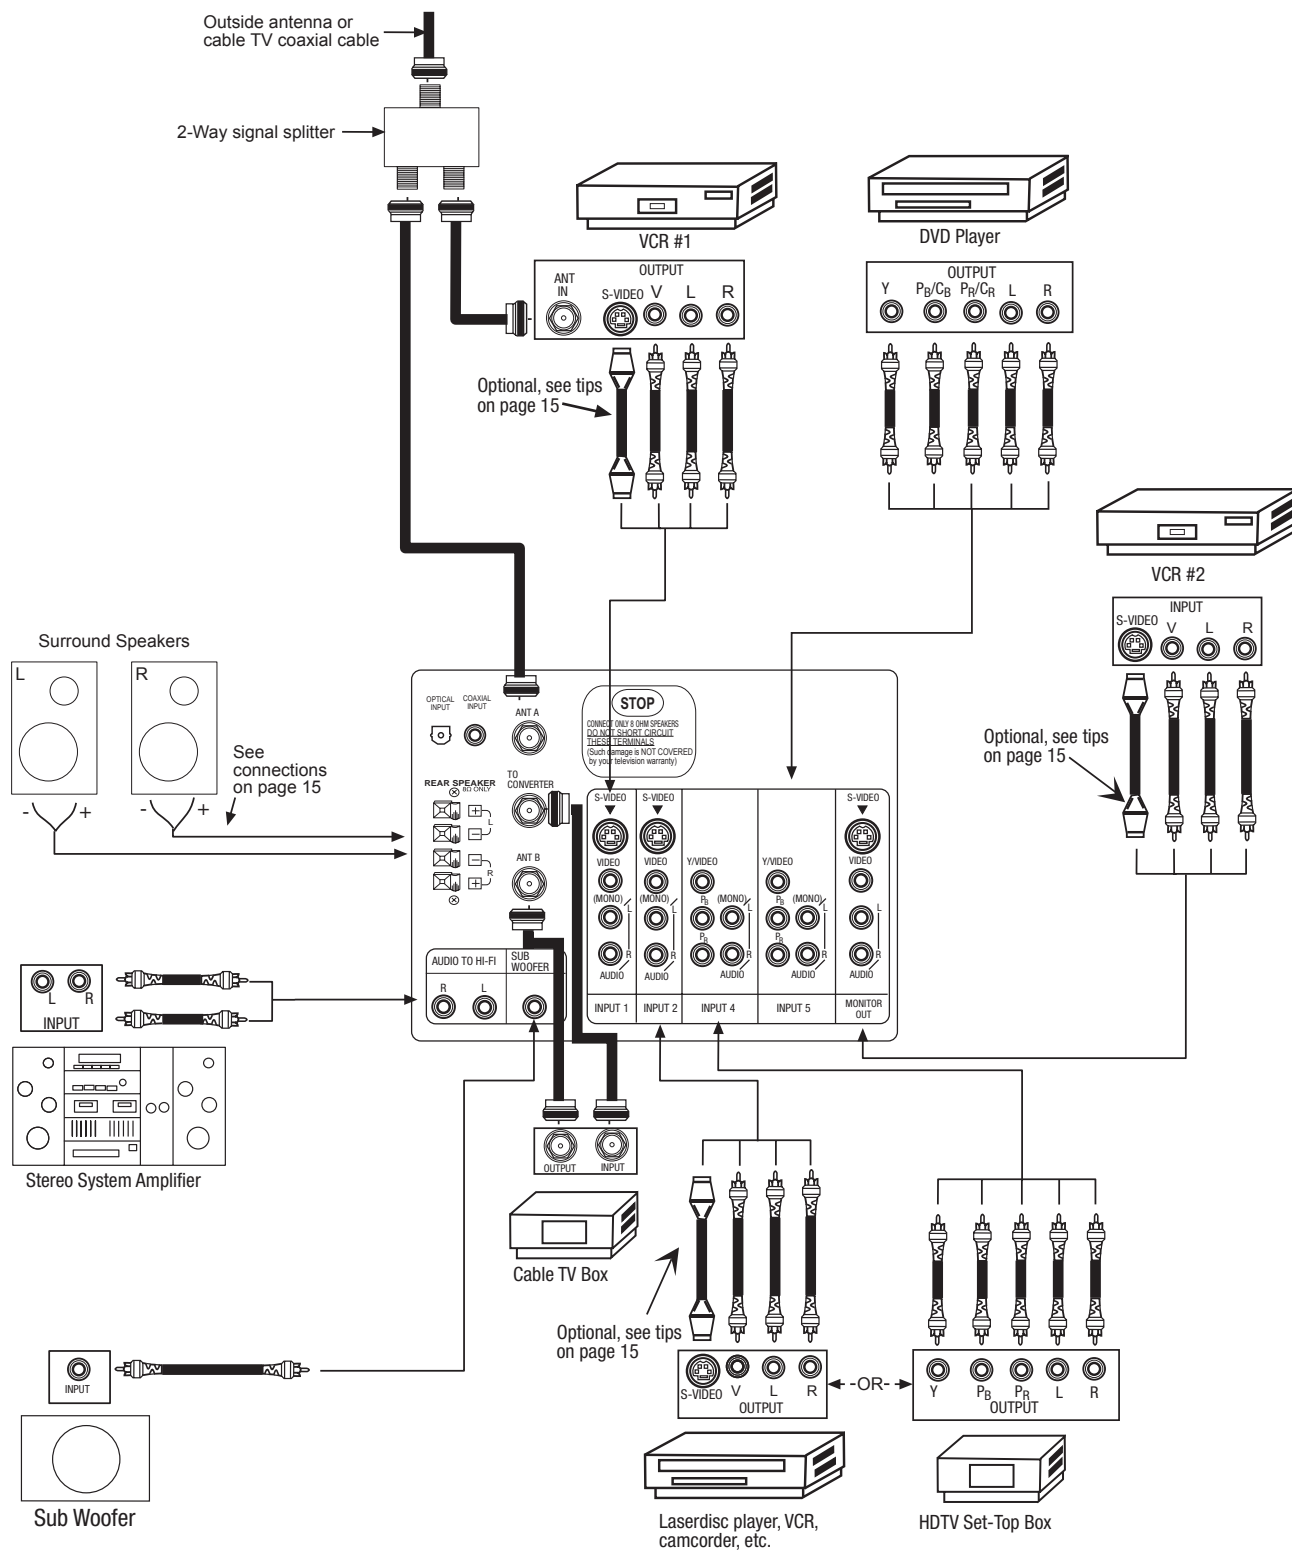 Outside antenna or
cable TV coaxial cable
2-Way signal splitter
VCR #1
OUTPUT
ANT
IN
S-VIDEO V L R
Optional, see tips
on page 15
DVD Player
OUTPUT
Y PB/CB PR/CR L R
VCR #2
INPUT
S-VIDEO V L R
Optional, see tips
on page 15
Surround Speakers
L R
- + - +
See
connections
on page 15
OPTICAL
INPUT
COAXIAL
INPUT
ANT A
STOP
CONNECT ONLY 8 OHM SPEAKERS
DO NOT SHORT CIRCUIT
THESE TERMINALS
(Such damage is NOT COVERED
by your television warranty)
REAR SPEAKER
8Ω ONLY
+
L
-
-
R
+
TO
CONVERTER
ANT B
AUDIO TO HI-FI
R L
SUB
WOOFER
S-VIDEO
VIDEO
(MONO)
L
R
AUDIO
INPUT 1
S-VIDEO
VIDEO
(MONO)
L
R
AUDIO
INPUT 2
Y/VIDEO
PB (MONO)
L
PR
R
AUDIO
INPUT 4
Y/VIDEO
PB (MONO)
L
PR
R
AUDIO
INPUT 5
S-VIDEO
VIDEO
L
R
AUDIO
MONITOR
OUT
L R
INPUT
Stereo System Amplifier
OUTPUT INPUT
Cable TV Box
INPUT
Sub Woofer
Optional, see tips
on page 15
S-VIDEO V L R
OUTPUT
-OR-
Y PB PR L R
OUTPUT
Laserdisc player, VCR,
camcorder, etc.
HDTV Set-Top Box